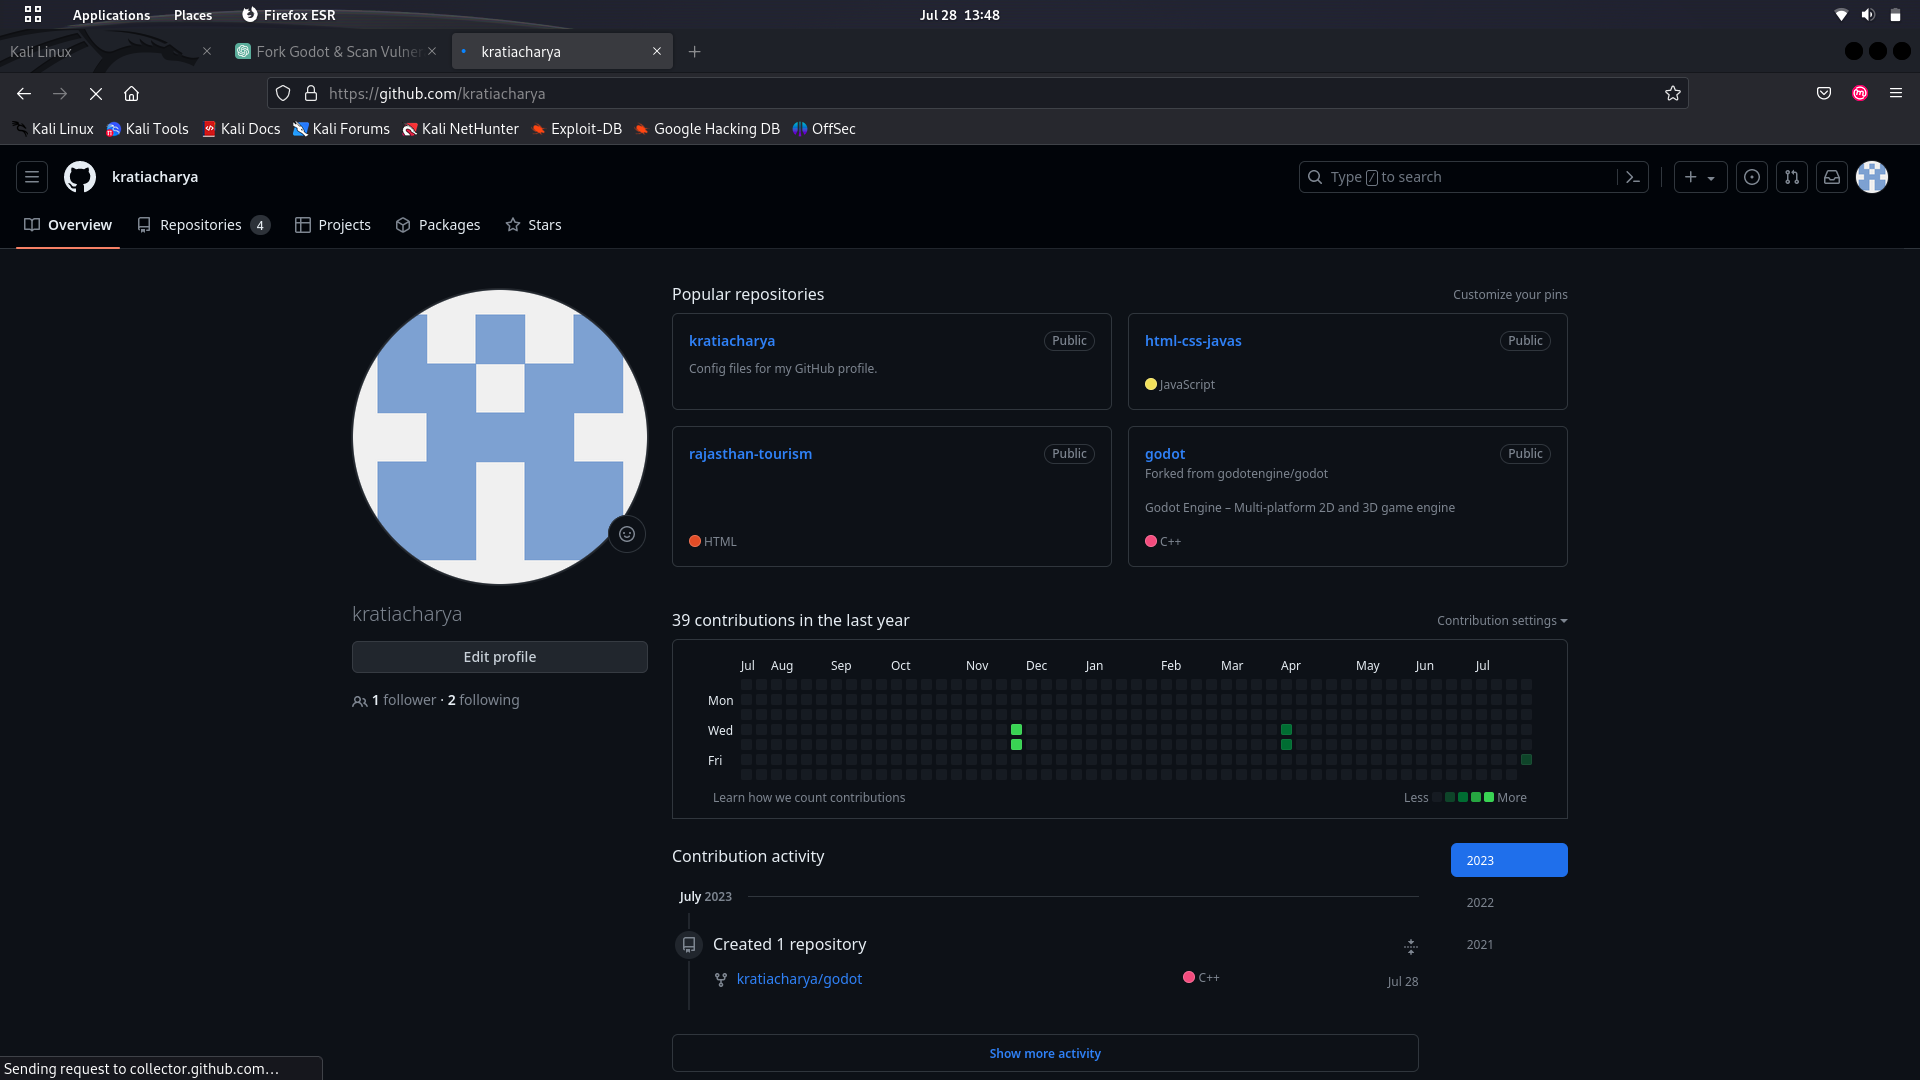 Applications Places Firefox ESR Jul 28 13:48
Kali Linux Fork Godot & Scan Vulner kratiacharya
https://github.com/kratiacharya
Kali Linux Kali Tools Kali Docs Kali Forums Kali NetHunter Exploit-DB Google Hacking DB OffSec
kratiacharya Type / to search
Overview Repositories 4 Projects Packages Stars
Popular repositories Customize your pins
kratiacharya Public
Config files for my GitHub profile.
html-css-javas Public
JavaScript
rajasthan-tourism Public
HTML
godot Public
Forked from godotengine/godot
Godot Engine – Multi-platform 2D and 3D game engine
C++
kratiacharya
Edit profile
1 follower · 2 following
39 contributions in the last year Contribution settings
Jul Aug Sep Oct Nov Dec Jan Feb Mar Apr May Jun Jul
Mon
Wed
Fri
Learn how we count contributions Less More
Contribution activity
2023
2022
2021
July 2023
Created 1 repository
kratiacharya/godot C++ Jul 28
Show more activity
Sending request to collector.github.com…